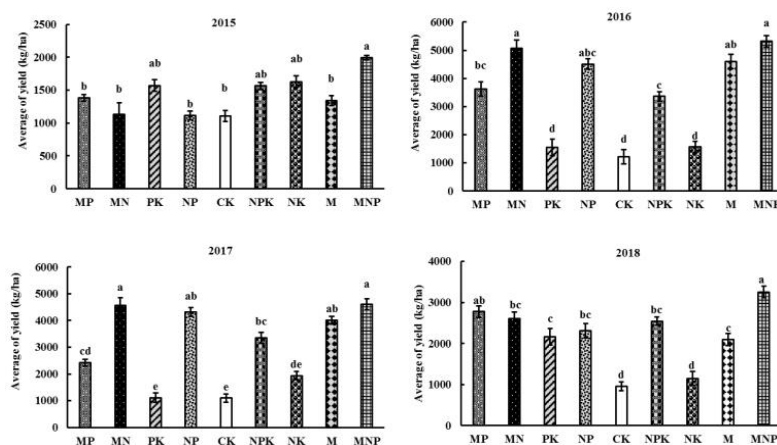 2015
Average of yield (kg/ha)
2500
2000
1500
1000
500
0
b b ab b b ab ab b a
MP MN PK NP CK NPK NK M MNP
2016
Average of yield (kg/ha)
6000
5000
4000
3000
2000
1000
0
bc a d abc d c d ab a
MP MN PK NP CK NPK NK M MNP
2017
Average of yield (kg/ha)
6000
5000
4000
3000
2000
1000
0
cd a e ab e bc de ab a
MP MN PK NP CK NPK NK M MNP
2018
Average of yield (kg/ha)
4000
3000
2000
1000
0
ab bc c bc d bc d c a
MP MN PK NP CK NPK NK M MNP